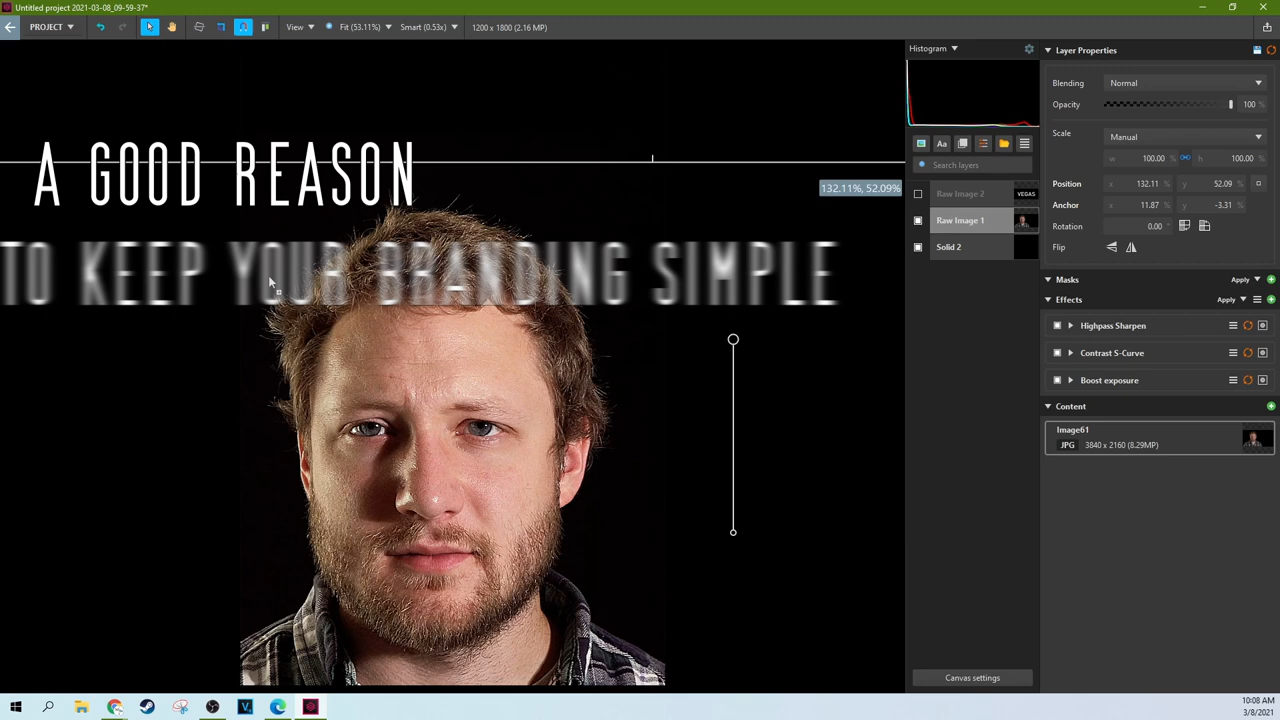 Untitled project 2021-03-08_09-59-37*
PROJECT
View
Fit (53.11%)
Smart (0.53x)
1200 x 1800 (2.16 MP)
Histogram
Layer Properties
Blending
Normal
Opacity
100 %
Scale
Manual
w 100.00 % h 100.00 %
Position
x 132.11 % y 52.09 %
Anchor
x 11.87 % y -3.31 %
Rotation
0.00 °
Flip
Masks
Apply
Effects
Apply
Highpass Sharpen
Contrast S-Curve
Boost exposure
Content
Image61
JPG 3840 x 2160 (8.29MP)
Aa
Search layers
Raw Image 2
VEGAS
Raw Image 1
Solid 2
Canvas settings
A GOOD REASON
132.11%, 52.09%
TO KEEP YOUR BRANDING SIMPLE
10:08 AM
3/8/2021